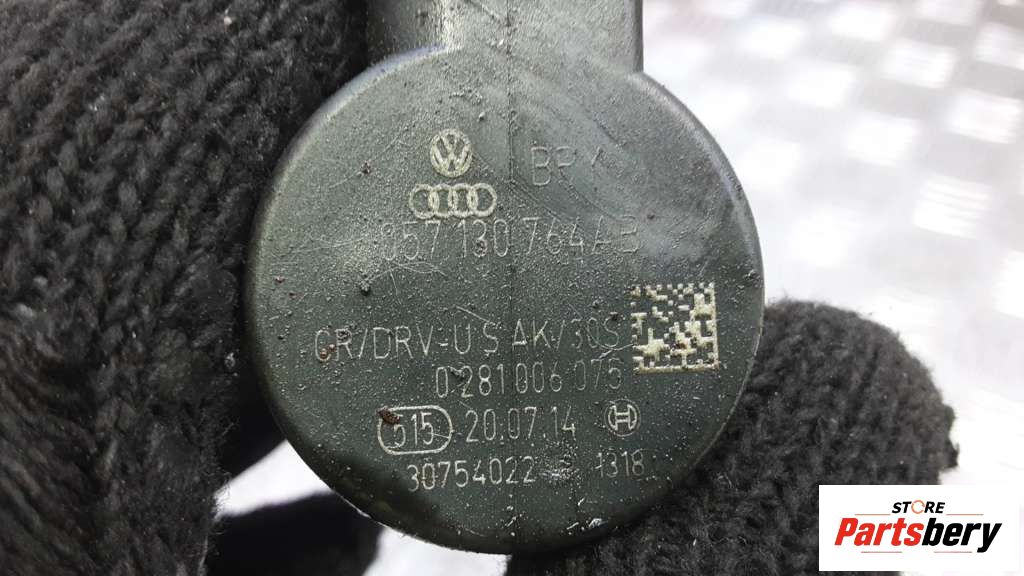 BRY
057 130 764 AB
CR/DRV-U S AK/30S
0 281 006 075
515 20.07.14
30754022 1318
STORE
Partsbery